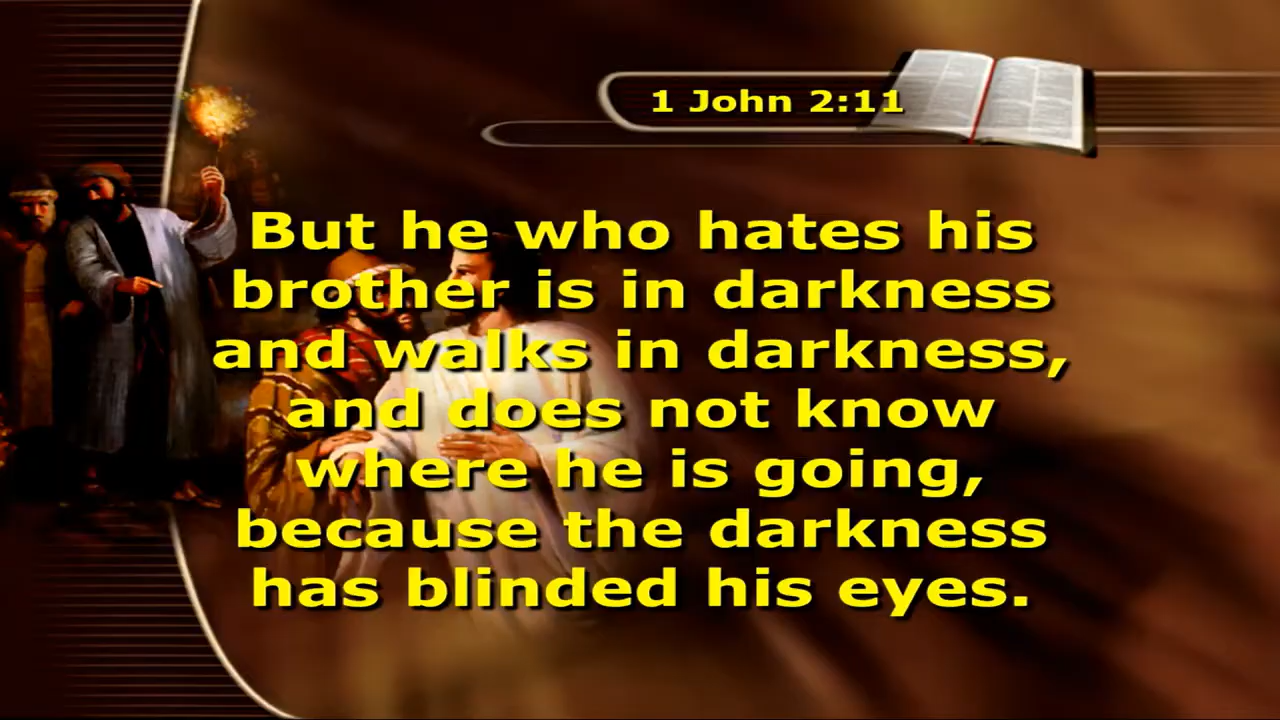 1 John 2:11
But he who hates his
brother is in darkness
and walks in darkness,
and does not know
where he is going,
because the darkness
has blinded his eyes.